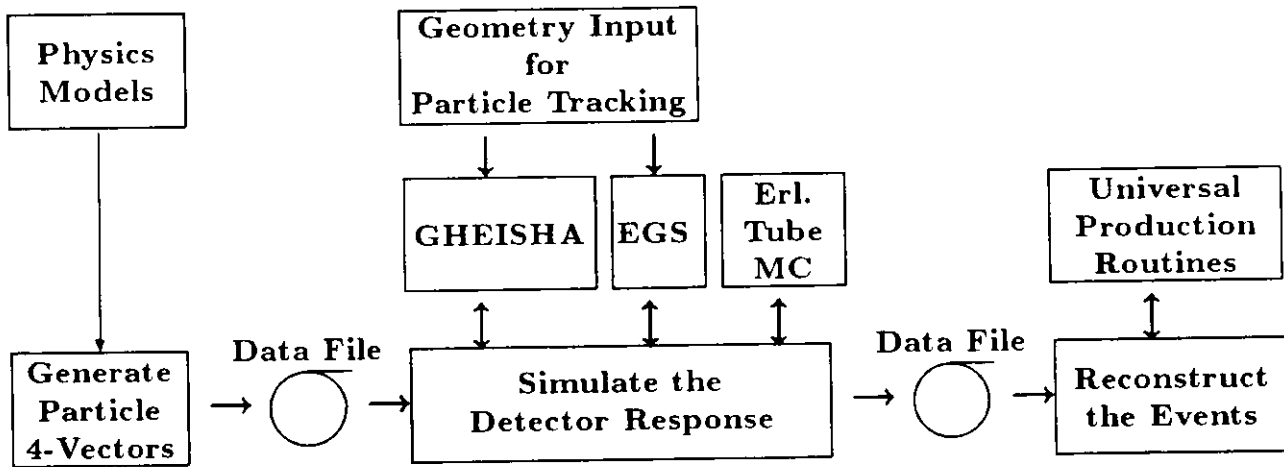 Physics
Models
Geometry Input
for
Particle Tracking
GHEISHA
EGS
Erl.
Tube
MC
Universal
Production
Routines
Generate
Particle
4-Vectors
Data File
Simulate the
Detector Response
Data File
Reconstruct
the Events